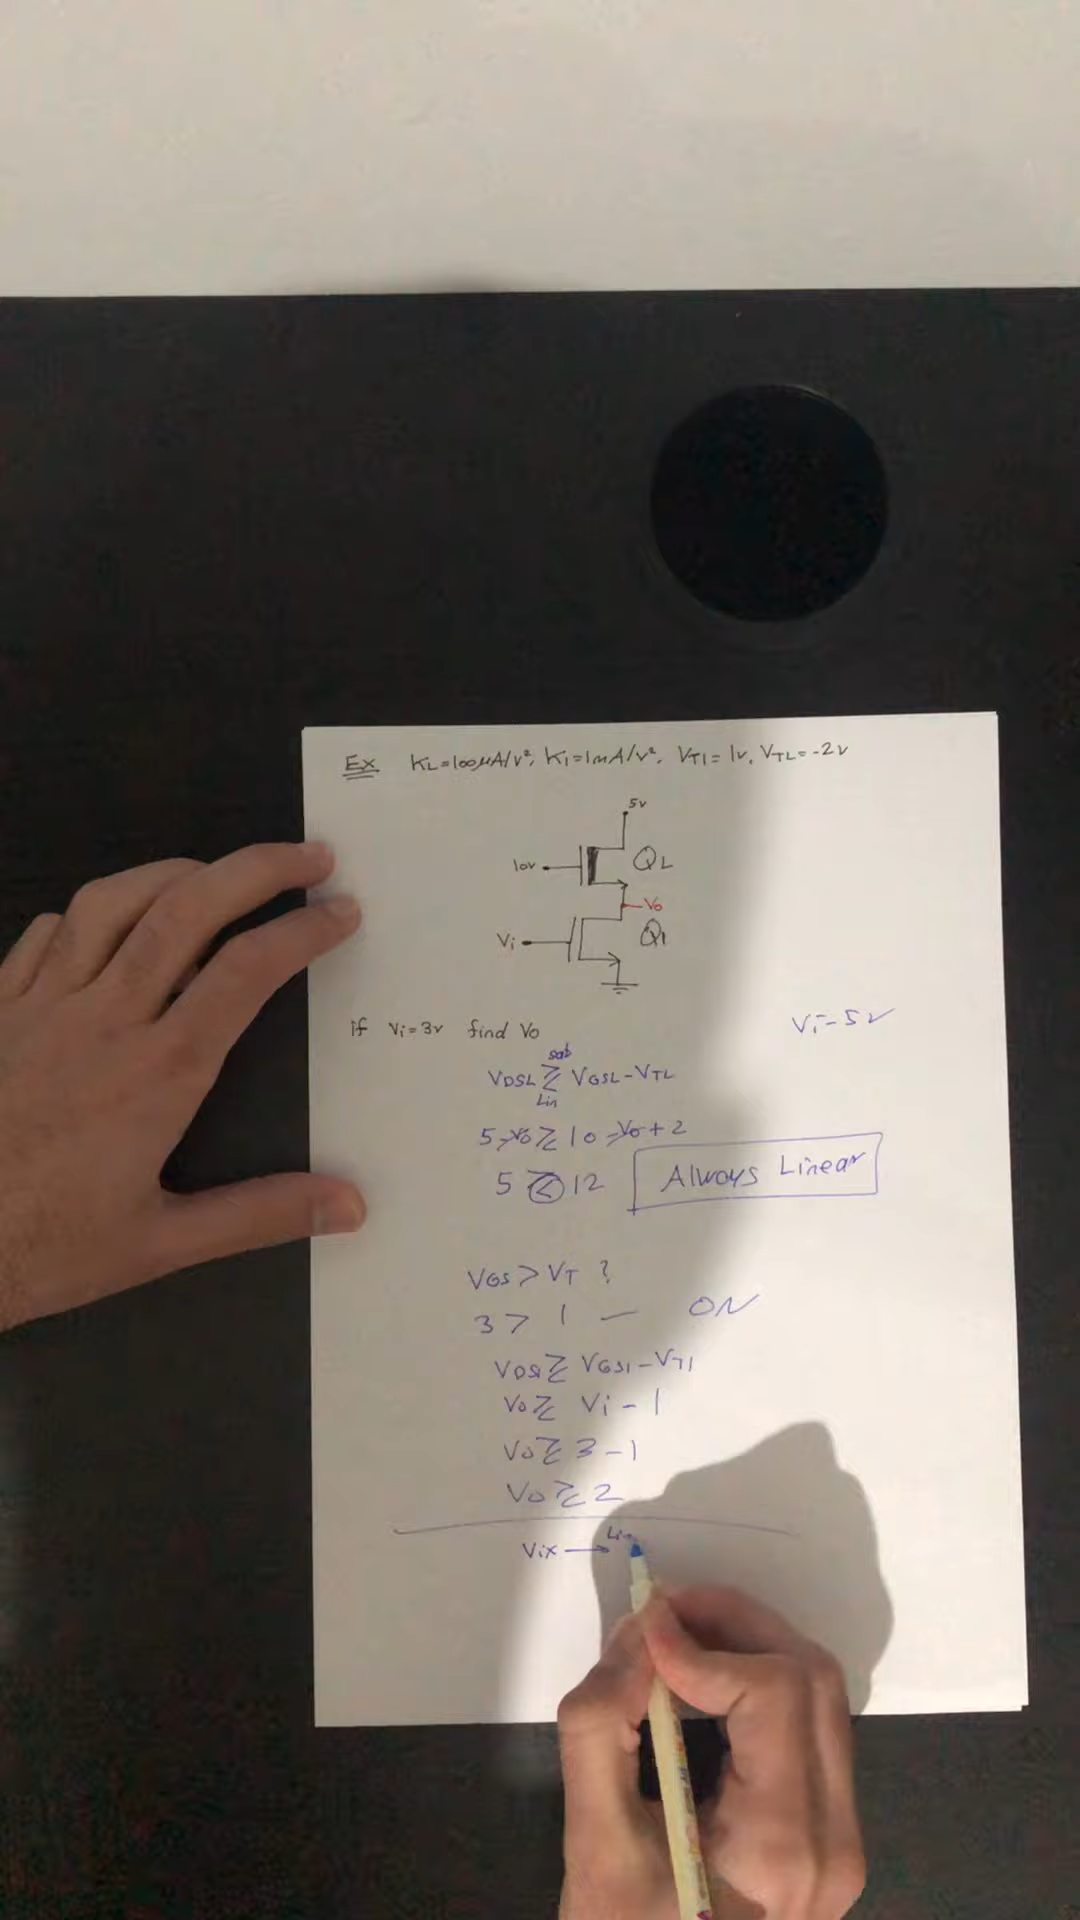 Ex KL=100µA/v², K1=1mA/v², VT1=1v, VTL=-2v
5v
10v QL
Vo
Vi Q1
if Vi=3v find Vo
Vi=5v
sat
VDSL ≷ VGSL-VTL
Lin
5-Vo ≷ 10-Vo+2
5 < 12 Always Linear
VGS > VT ?
3 > 1 — ON
VDS1 ≷ VGS1-VT1
Vo ≷ Vi - 1
Vo ≷ 3-1
Vo ≷ 2
Vix → Lin